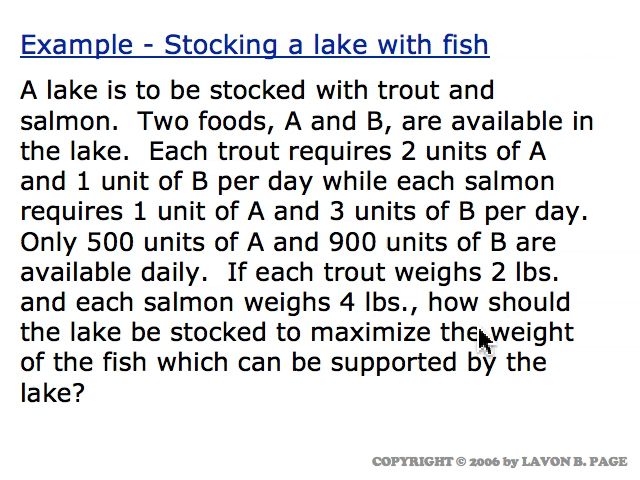 Example - Stocking a lake with fish
A lake is to be stocked with trout and
salmon.  Two foods, A and B, are available in
the lake.  Each trout requires 2 units of A
and 1 unit of B per day while each salmon
requires 1 unit of A and 3 units of B per day.
Only 500 units of A and 900 units of B are
available daily.  If each trout weighs 2 lbs.
and each salmon weighs 4 lbs., how should
the lake be stocked to maximize the weight
of the fish which can be supported by the
lake?
COPYRIGHT © 2006 by LAVON B. PAGE